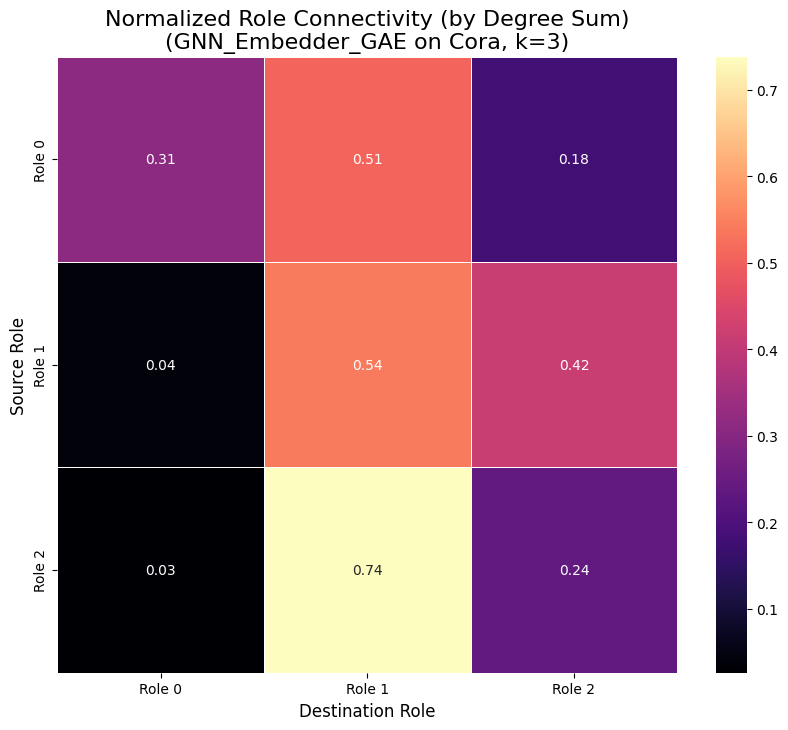 Normalized Role Connectivity (by Degree Sum)
(GNN_Embedder_GAE on Cora, k=3)
Role 0
0.31
0.51
0.18
Role 1
0.04
0.54
0.42
Role 2
0.03
0.74
0.24
Source Role
Role 0
Role 1
Role 2
Destination Role
0.7
0.6
0.5
0.4
0.3
0.2
0.1